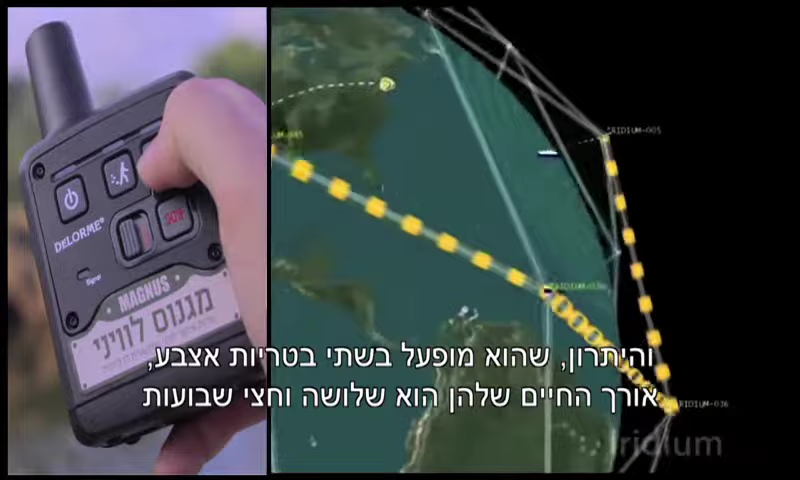 DELORME®
Signal
SOS
MAGNUS
מגנוס לוויני
IRIDIUM-005
IRIDIUM-036
והיתרון, שהוא מופעל בשתי בטריות אצבע,
אורך החיים שלהן הוא שלושה וחצי שבועות
iridium